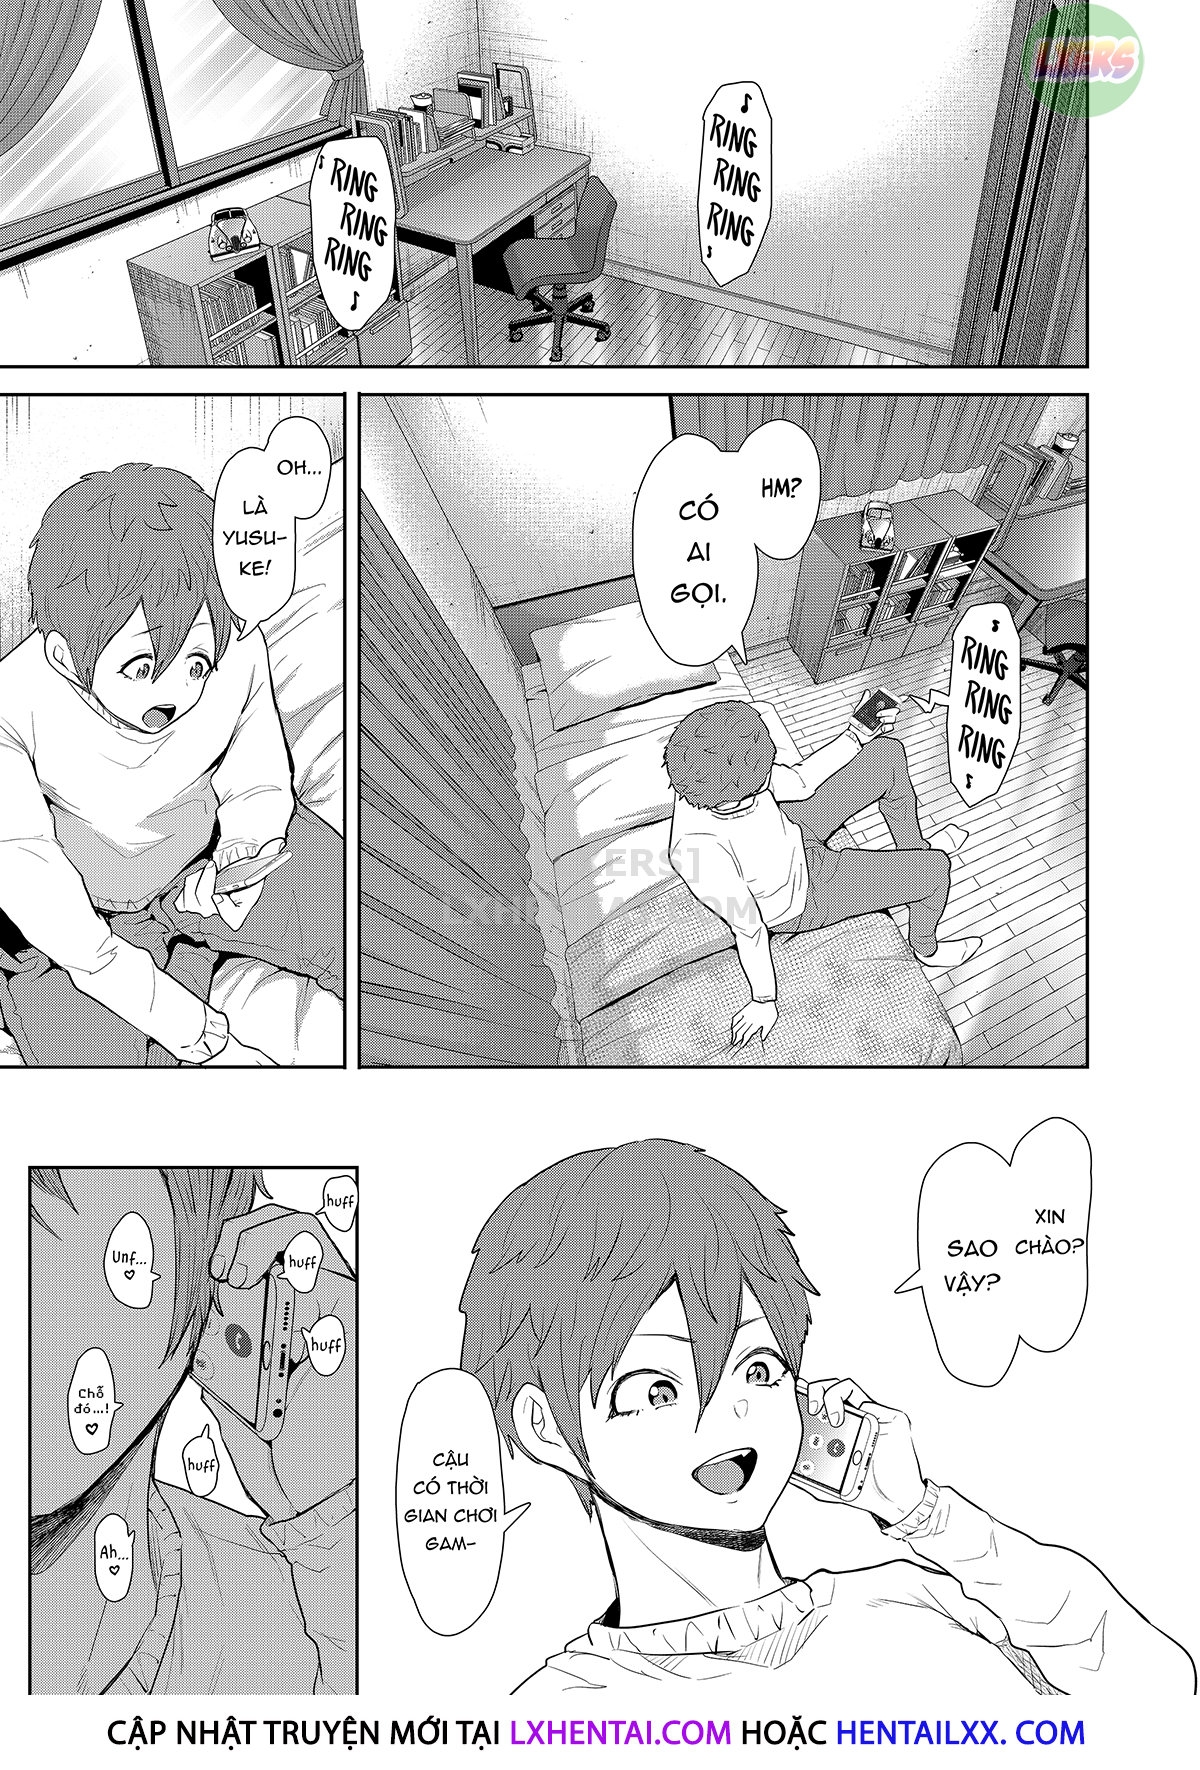 LXERS
♪
RING
RING
RING
♪
♪
RING
RING
RING
♪
HM?
CÓ
AI
GỌI.
♪
RING
RING
RING
♪
OH...
LÀ
YUSU-
KE!
XIN
CHÀO?
SAO
VẬY?
CẬU
CÓ THỜI
GIAN CHƠI
GAM-
huff
huff
huff
huff
Unf...
♡
Chỗ
đó...!
♡
Ah...
♡
CẬP NHẬT TRUYỆN MỚI TẠI LXHENTAI.COM HOẶC HENTAILXX. COM